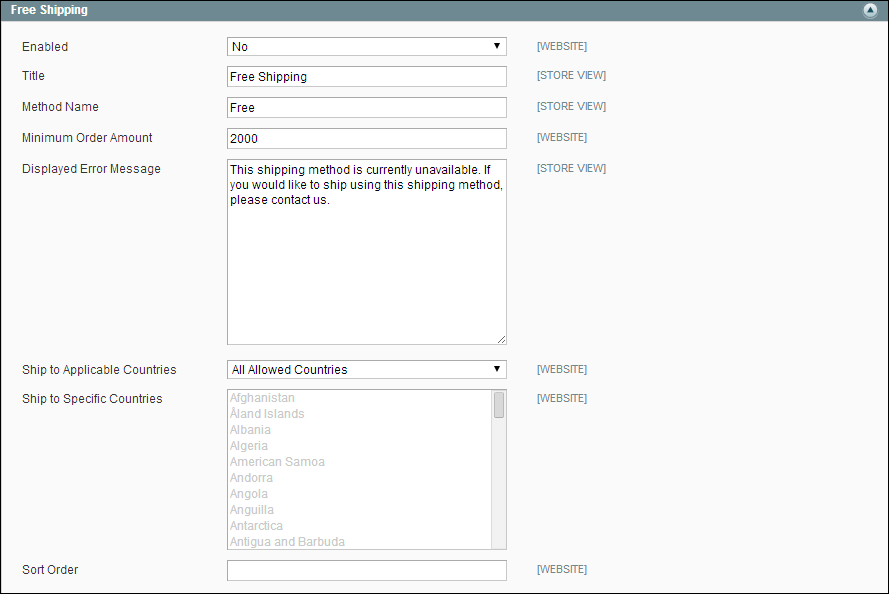 Free Shipping
Enabled No [WEBSITE]
Title Free Shipping [STORE VIEW]
Method Name Free [STORE VIEW]
Minimum Order Amount 2000 [WEBSITE]
Displayed Error Message This shipping method is currently unavailable. If [STORE VIEW]
you would like to ship using this shipping method,
please contact us.
Ship to Applicable Countries All Allowed Countries [WEBSITE]
Ship to Specific Countries Afghanistan [WEBSITE]
Åland Islands
Albania
Algeria
American Samoa
Andorra
Angola
Anguilla
Antarctica
Antigua and Barbuda
Sort Order [WEBSITE]